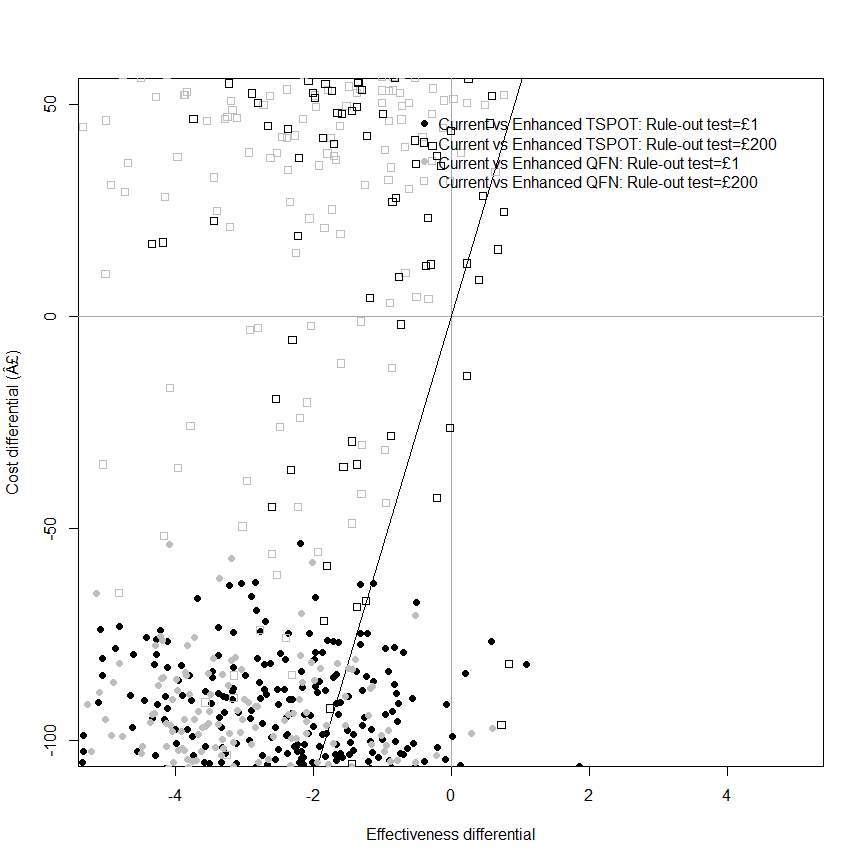 Current vs Enhanced TSPOT: Rule-out test=£1
Current vs Enhanced TSPOT: Rule-out test=£200
Current vs Enhanced QFN: Rule-out test=£1
Current vs Enhanced QFN: Rule-out test=£200
Cost differential (Â£)
50
0
-50
-100
-4
-2
0
2
4
Effectiveness differential